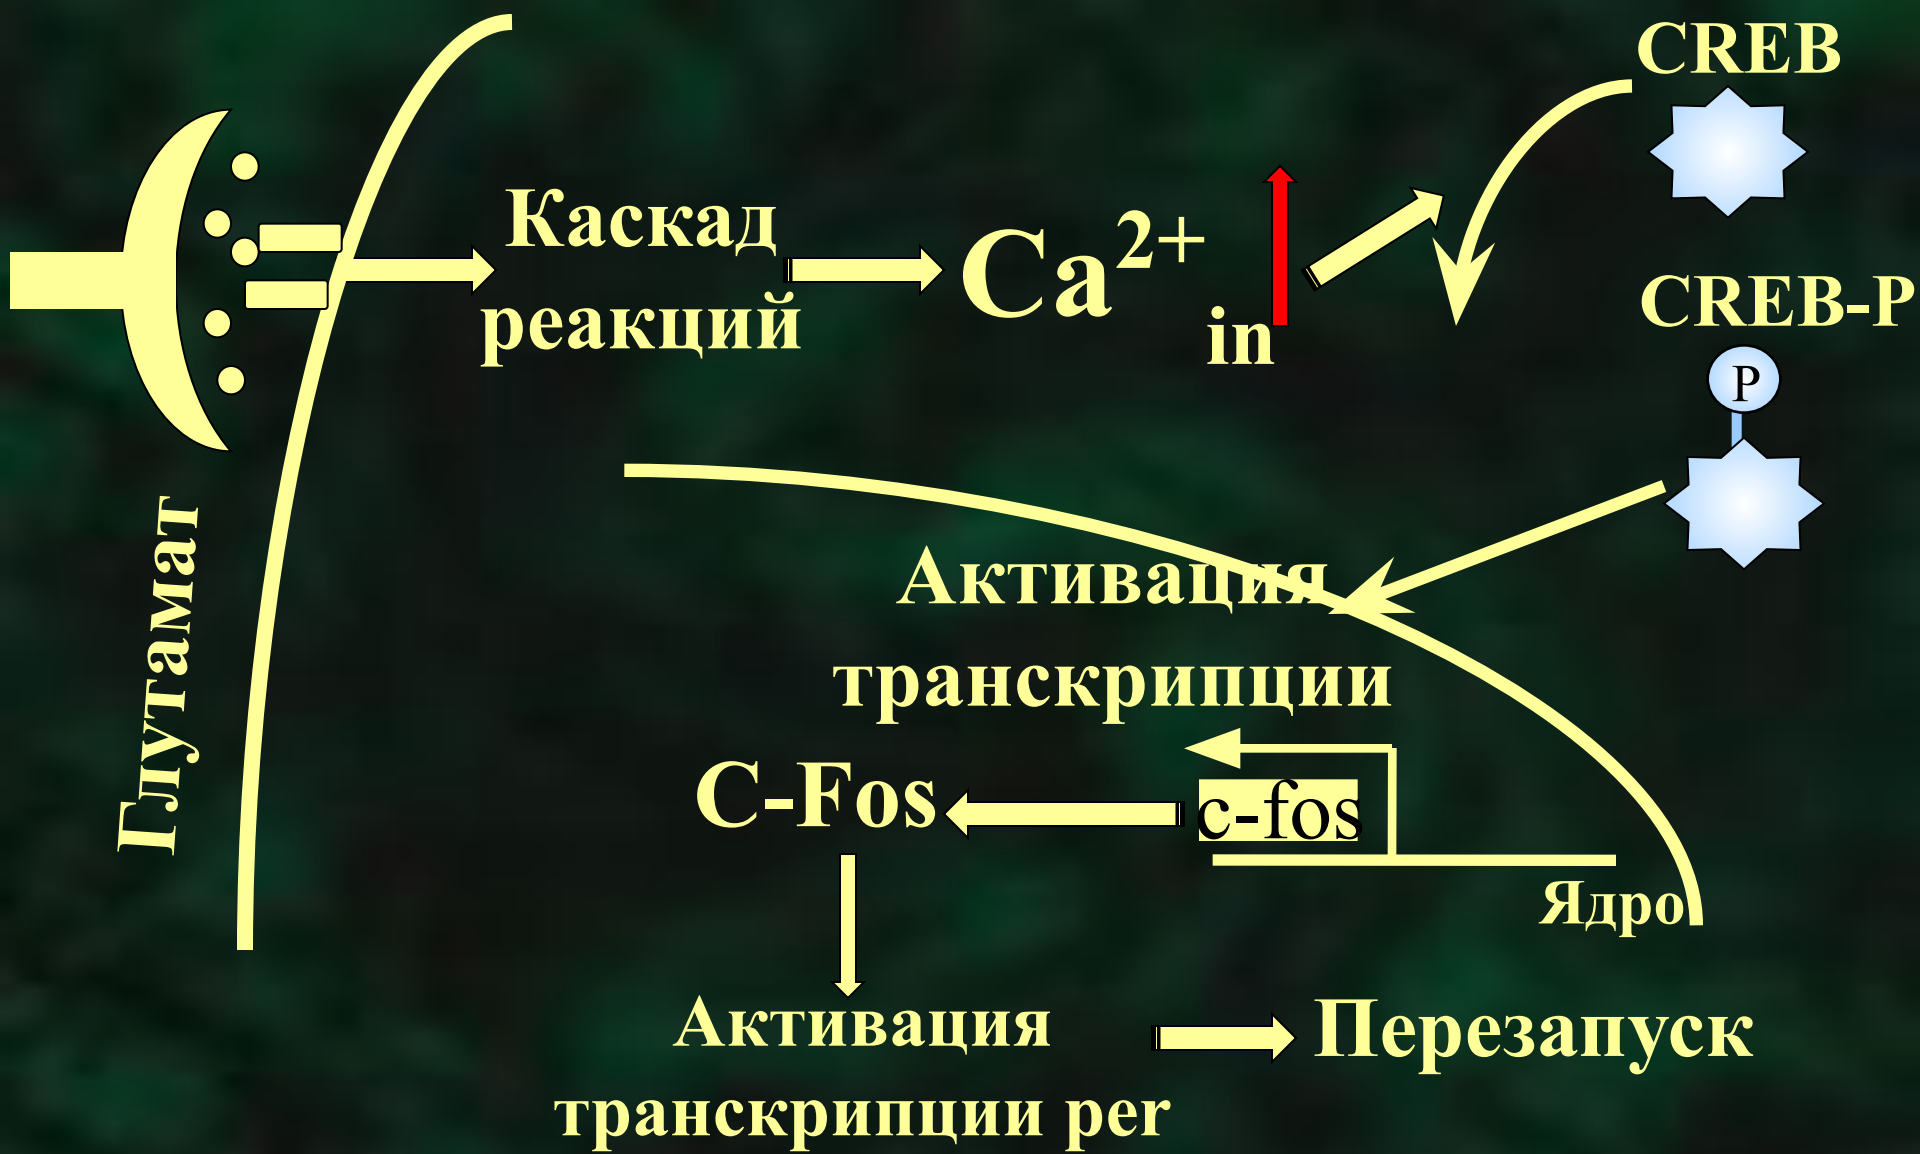 CREB
Каскад
реакций
Ca2+ in
CREB-P
P
Глутамат
Активация
транскрипции
C-Fos
c-fos
Ядро
Активация
транскрипции per
Перезапуск